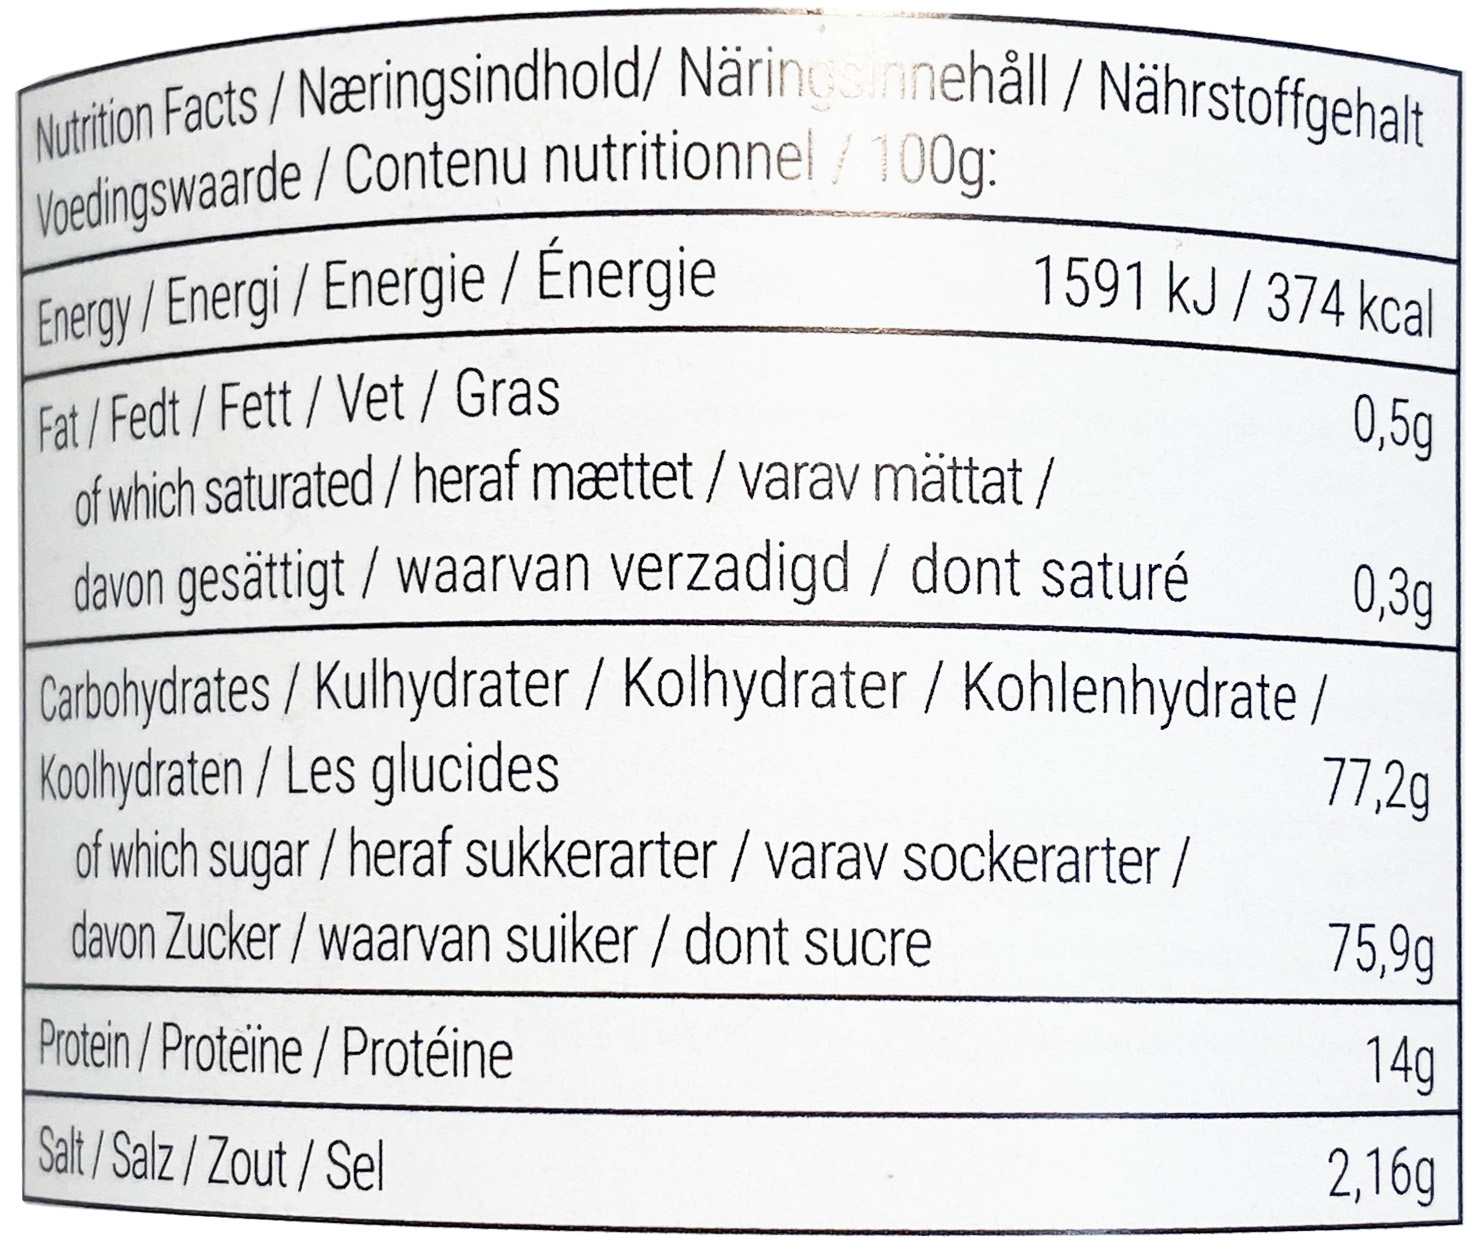 Nutrition Facts / Næringsindhold/ Näringsinnehåll / Nährstoffgehalt
Voedingswaarde / Contenu nutritionnel / 100g:
Energy / Energi / Energie / Énergie 1591 kJ / 374 kcal
Fat / Fedt / Fett / Vet / Gras 0,5g
of which saturated / heraf mættet / varav mättat /
davon gesättigt / waarvan verzadigd / dont saturé 0,3g
Carbohydrates / Kulhydrater / Kolhydrater / Kohlenhydrate /
Koolhydraten / Les glucides 77,2g
of which sugar / heraf sukkerarter / varav sockerarter /
davon Zucker / waarvan suiker / dont sucre 75,9g
Protein / Proteïne / Protéine 14g
Salt / Salz / Zout / Sel 2,16g